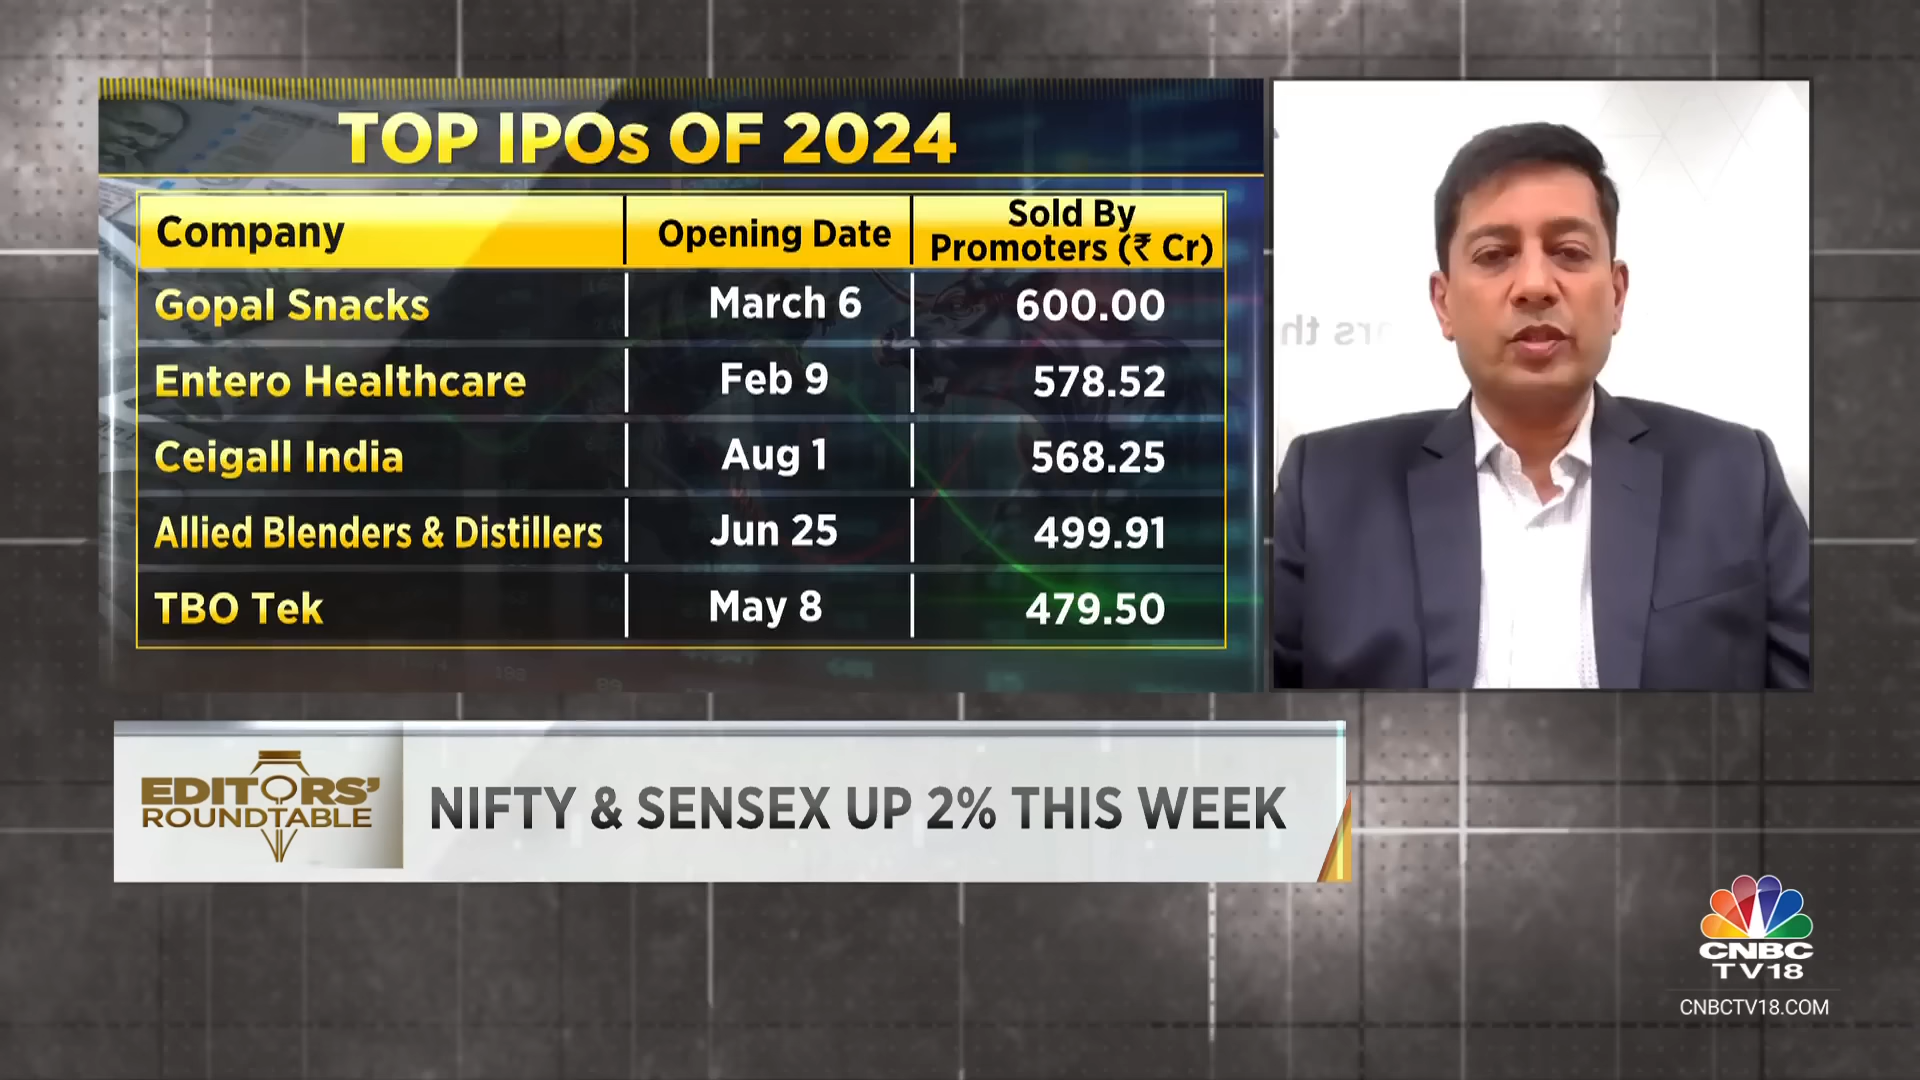 TOP IPOs OF 2024
Company
Opening Date
Sold By
Promoters (₹ Cr)
Gopal Snacks
March 6
600.00
Entero Healthcare
Feb 9
578.52
Ceigall India
Aug 1
568.25
Allied Blenders & Distillers
Jun 25
499.91
TBO Tek
May 8
479.50
EDITORS'
ROUNDTABLE
NIFTY & SENSEX UP 2% THIS WEEK
CNBC
TV18
CNBCTV18.COM